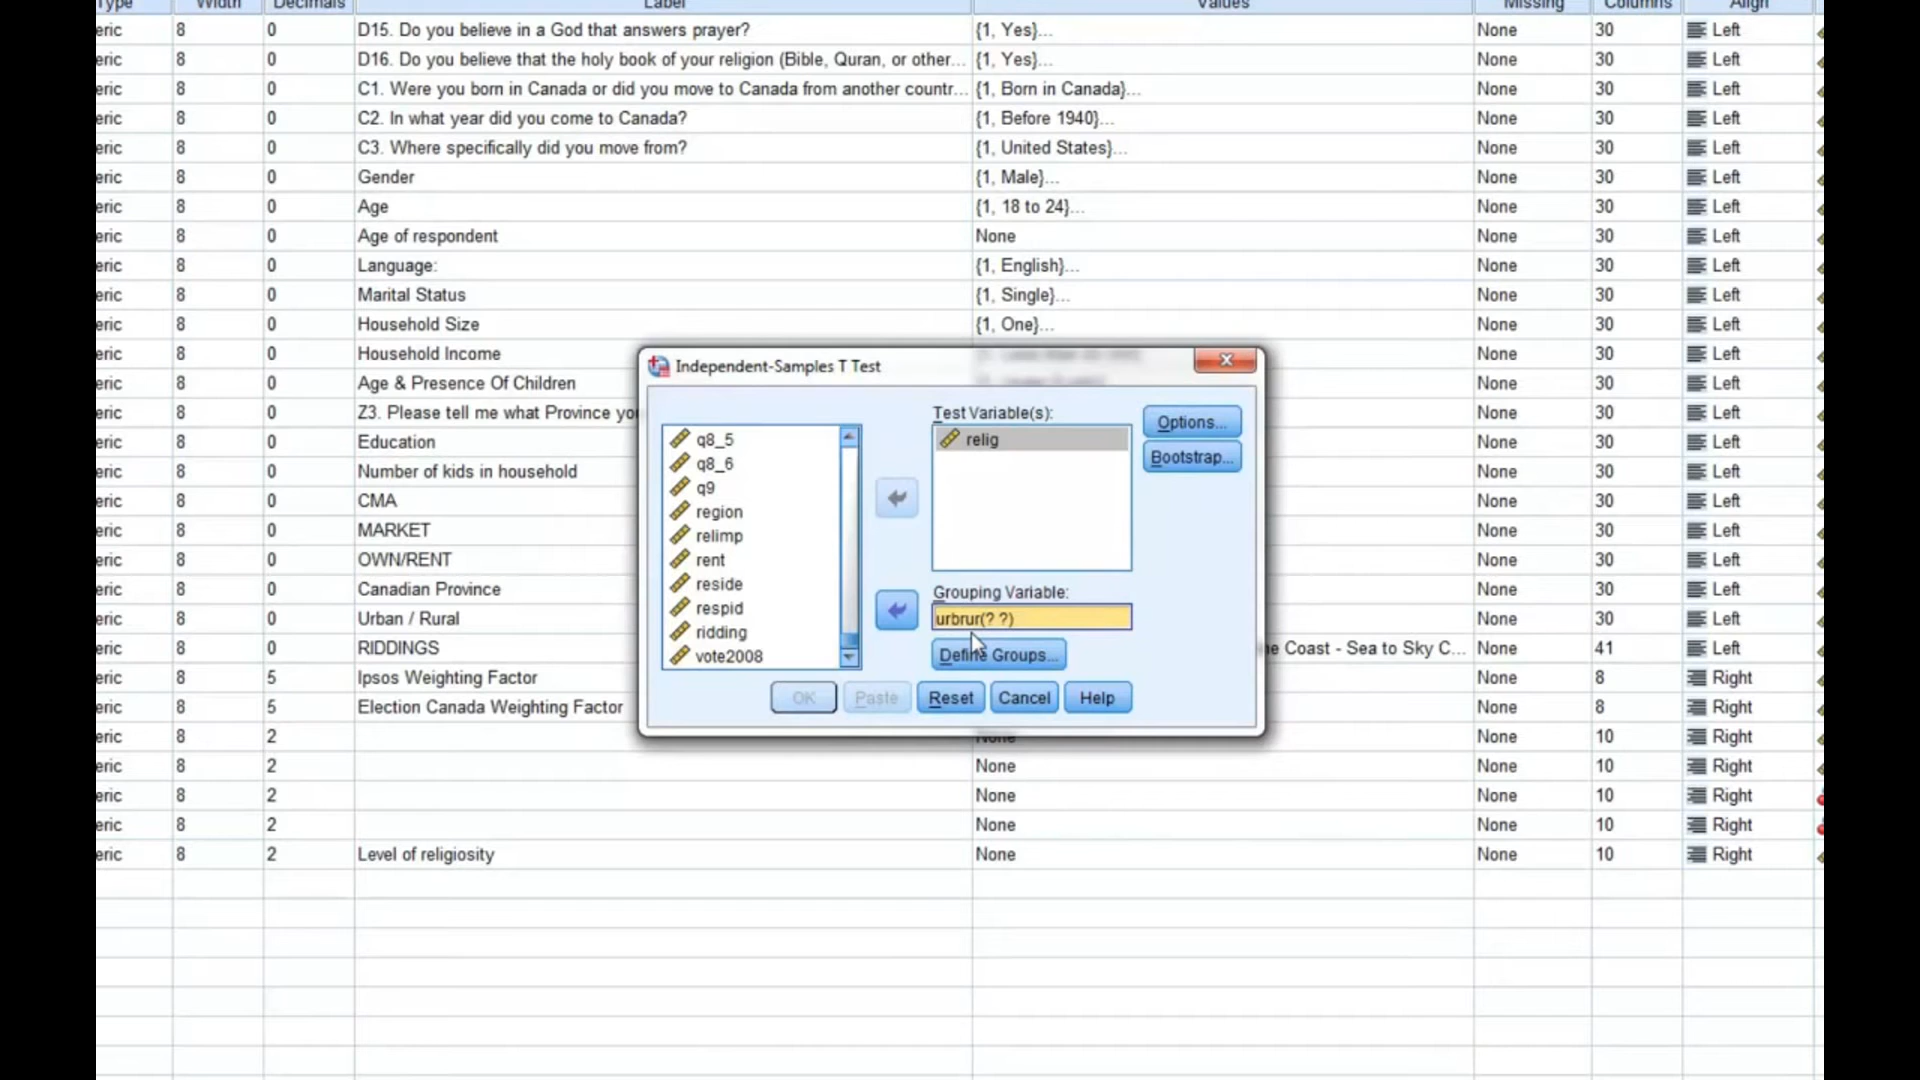 Type Width Decimals Label Values Missing Columns Align
eric 8 0 D15. Do you believe in a God that answers prayer? {1, Yes}... None 30 Left
eric 8 0 D16. Do you believe that the holy book of your religion (Bible, Quran, or other... {1, Yes}... None 30 Left
eric 8 0 C1. Were you born in Canada or did you move to Canada from another countr... {1, Born in Canada}... None 30 Left
eric 8 0 C2. In what year did you come to Canada? {1, Before 1940}... None 30 Left
eric 8 0 C3. Where specifically did you move from? {1, United States}... None 30 Left
eric 8 0 Gender {1, Male}... None 30 Left
eric 8 0 Age {1, 18 to 24}... None 30 Left
eric 8 0 Age of respondent None None 30 Left
eric 8 0 Language: {1, English}... None 30 Left
eric 8 0 Marital Status {1, Single}... None 30 Left
eric 8 0 Household Size {1, One}... None 30 Left
eric 8 0 Household Income None 30 Left
eric 8 0 Age & Presence Of Children None 30 Left
eric 8 0 Z3. Please tell me what Province yo None 30 Left
eric 8 0 Education None 30 Left
eric 8 0 Number of kids in household None 30 Left
eric 8 0 CMA None 30 Left
eric 8 0 MARKET None 30 Left
eric 8 0 OWN/RENT None 30 Left
eric 8 0 Canadian Province None 30 Left
eric 8 0 Urban / Rural None 30 Left
eric 8 0 RIDDINGS he Coast - Sea to Sky C... None 41 Left
eric 8 5 Ipsos Weighting Factor None 8 Right
eric 8 5 Election Canada Weighting Factor None 8 Right
eric 8 2 None None 10 Right
eric 8 2 None None 10 Right
eric 8 2 None None 10 Right
eric 8 2 None None 10 Right
eric 8 2 Level of religiosity None None 10 Right
Independent-Samples T Test
q8_5
q8_6
q9
region
relimp
rent
reside
respid
ridding
vote2008
Test Variable(s):
relig
Grouping Variable:
urbrur(? ?)
Define Groups...
Options...
Bootstrap...
OK Paste Reset Cancel Help